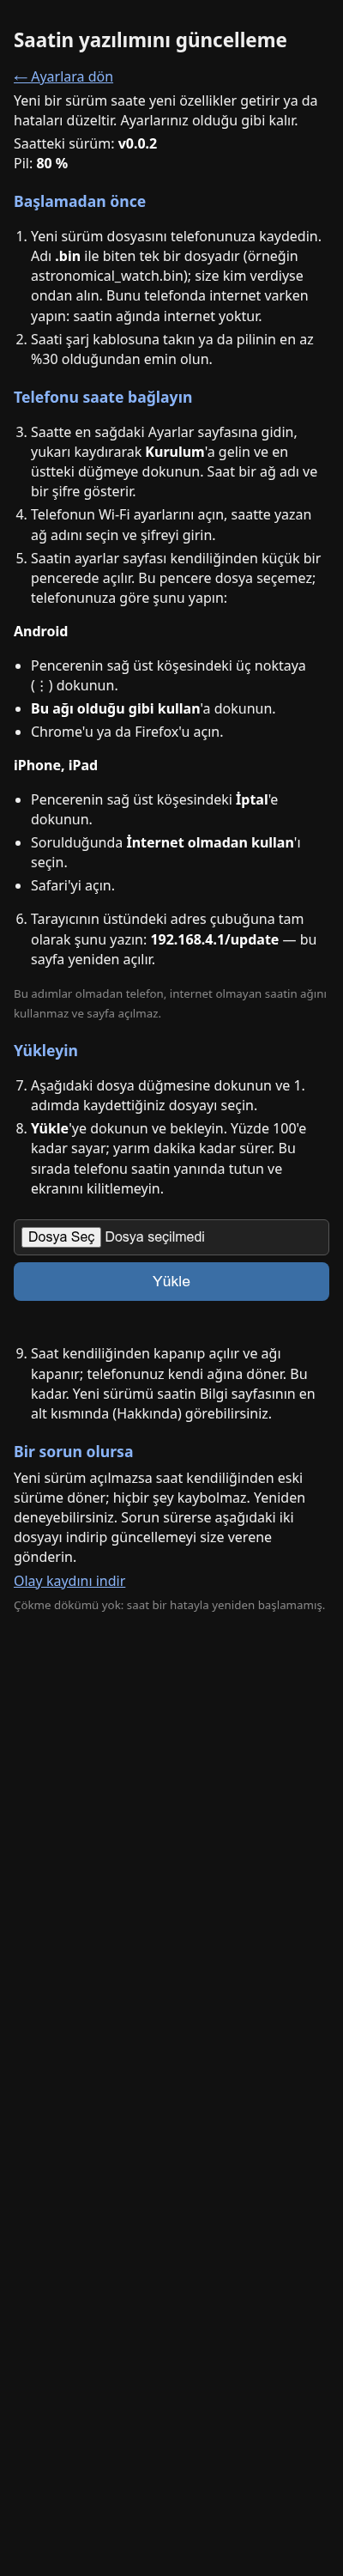 Saatin yazılımını güncelleme
← Ayarlara dön
Yeni bir sürüm saate yeni özellikler getirir ya da
hataları düzeltir. Ayarlarınız olduğu gibi kalır.
Saatteki sürüm: v0.0.2
Pil: 80 %
Başlamadan önce
1. Yeni sürüm dosyasını telefonunuza kaydedin.
Adı .bin ile biten tek bir dosyadır (örneğin
astronomical_watch.bin); size kim verdiyse
ondan alın. Bunu telefonda internet varken
yapın: saatin ağında internet yoktur.
2. Saati şarj kablosuna takın ya da pilinin en az
%30 olduğundan emin olun.
Telefonu saate bağlayın
3. Saatte en sağdaki Ayarlar sayfasına gidin,
yukarı kaydırarak Kurulum'a gelin ve en
üstteki düğmeye dokunun. Saat bir ağ adı ve
bir şifre gösterir.
4. Telefonun Wi-Fi ayarlarını açın, saatte yazan
ağ adını seçin ve şifreyi girin.
5. Saatin ayarlar sayfası kendiliğinden küçük bir
pencerede açılır. Bu pencere dosya seçemez;
telefonunuza göre şunu yapın:
Android
• Pencerenin sağ üst köşesindeki üç noktaya
(⋮) dokunun.
• Bu ağı olduğu gibi kullan'a dokunun.
• Chrome'u ya da Firefox'u açın.
iPhone, iPad
• Pencerenin sağ üst köşesindeki İptal'e
dokunun.
• Sorulduğunda İnternet olmadan kullan'ı
seçin.
• Safari'yi açın.
6. Tarayıcının üstündeki adres çubuğuna tam
olarak şunu yazın: 192.168.4.1/update — bu
sayfa yeniden açılır.
Bu adımlar olmadan telefon, internet olmayan saatin ağını
kullanmaz ve sayfa açılmaz.
Yükleyin
7. Aşağıdaki dosya düğmesine dokunun ve 1.
adımda kaydettiğiniz dosyayı seçin.
8. Yükle'ye dokunun ve bekleyin. Yüzde 100'e
kadar sayar; yarım dakika kadar sürer. Bu
sırada telefonu saatin yanında tutun ve
ekranını kilitlemeyin.
Dosya Seç Dosya seçilmedi
Yükle
9. Saat kendiliğinden kapanıp açılır ve ağı
kapanır; telefonunuz kendi ağına döner. Bu
kadar. Yeni sürümü saatin Bilgi sayfasının en
alt kısmında (Hakkında) görebilirsiniz.
Bir sorun olursa
Yeni sürüm açılmazsa saat kendiliğinden eski
sürüme döner; hiçbir şey kaybolmaz. Yeniden
deneyebilirsiniz. Sorun sürerse aşağıdaki iki
dosyayı indirip güncellemeyi size verene
gönderin.
Olay kaydını indir
Çökme dökümü yok: saat bir hatayla yeniden başlamamış.